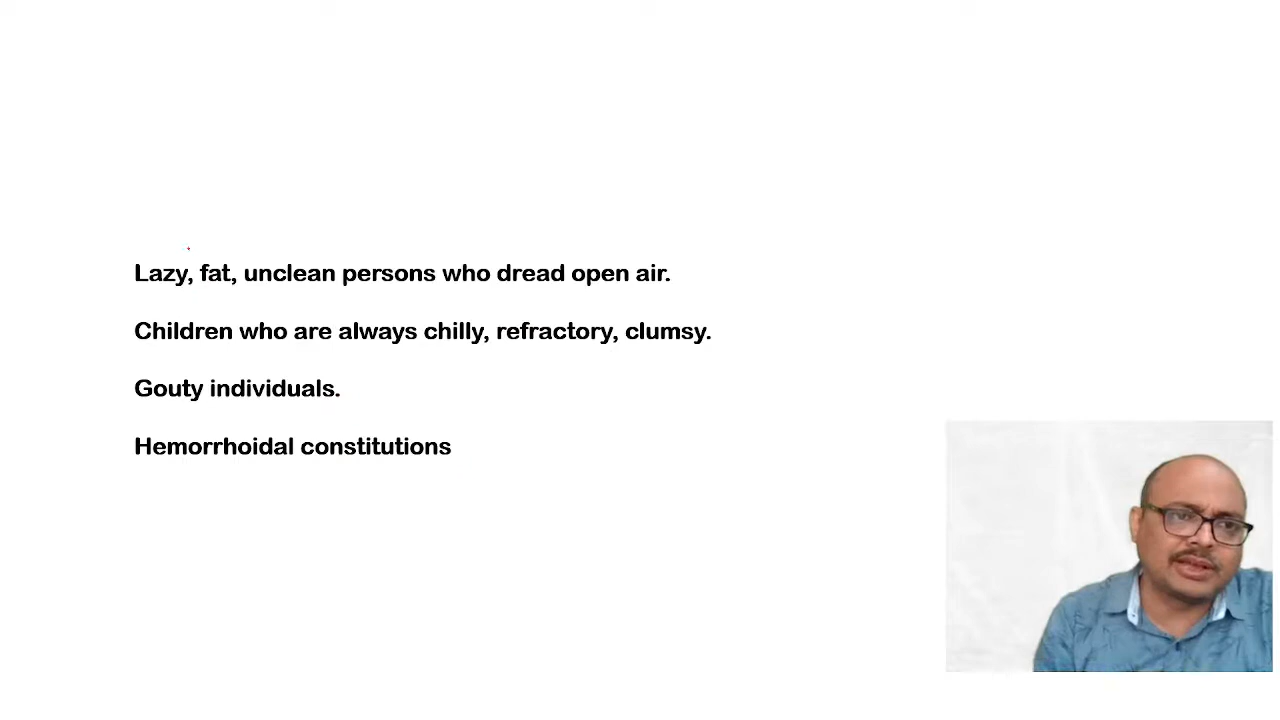 Lazy, fat, unclean persons who dread open air.
Children who are always chilly, refractory, clumsy.
Gouty individuals.
Hemorrhoidal constitutions